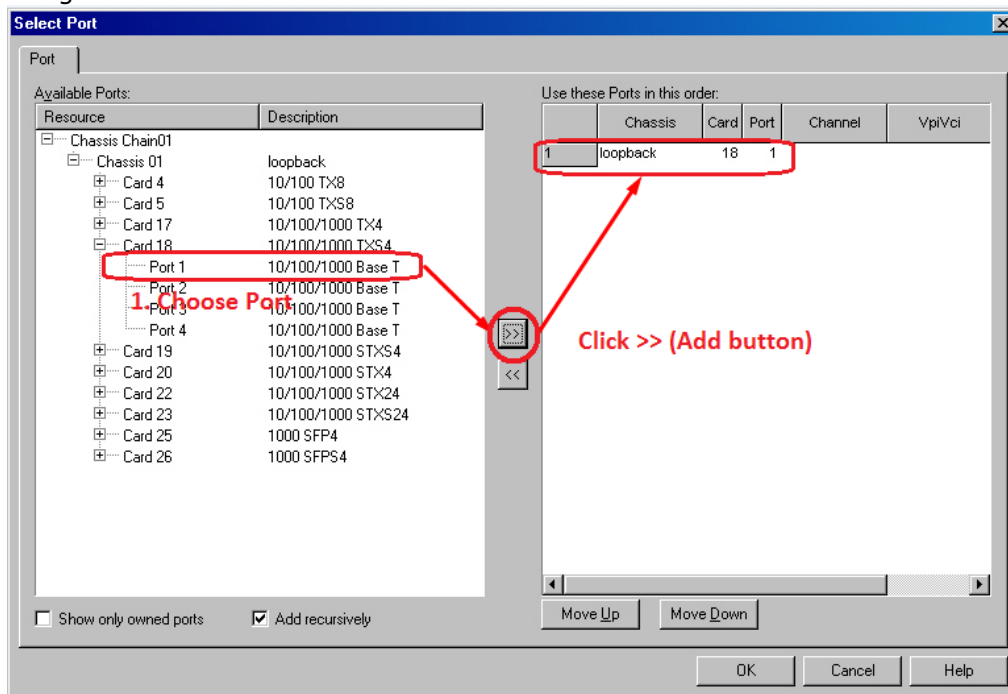 Select Port
Port
Available Ports:
Resource Description
Chassis Chain01
Chassis 01 loopback
Card 4 10/100 TX8
Card 5 10/100 TXS8
Card 17 10/100/1000 TX4
Card 18 10/100/1000 TXS4
Port 1 10/100/1000 Base T
Port 2 10/100/1000 Base T
1. Choose Port
Port 3 10/100/1000 Base T
Port 4 10/100/1000 Base T
Card 19 10/100/1000 STXS4
Card 20 10/100/1000 STX4
Card 22 10/100/1000 STX24
Card 23 10/100/1000 STXS24
Card 25 1000 SFP4
Card 26 1000 SFPS4
Show only owned ports Add recursively
>>
<<
Use these Ports in this order:
Chassis Card Port Channel VpiVci
1 loopback 18 1
Click >> (Add button)
Move Up Move Down
OK Cancel Help